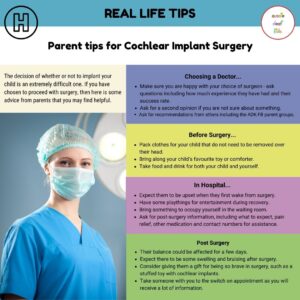 REAL LIFE TIPS
H
Parent tips for Cochlear Implant Surgery
The decision of whether or not to implant your
child is an extremely difficult one. If you have
chosen to proceed with surgery, then here is some
advice from parents that you may find helpful.
Choosing a Doctor...
Make sure you are happy with your choice of surgeon - ask
questions including how much experience they have had and their
success rate.
Ask for a second opinion if you are not sure about something.
Ask for recommendations from others including the FB parent groups.
Before Surgery...
Pack clothes for your child that do not need to be removed over
their head.
Bring along your child's favourite toy or comforter.
Take food and drink for both your child and yourself.
In Hospital...
Expect them to be upset when they first wake from surgery.
Have some playthings for entertainment during recovery.
Bring something to occupy yourself in the waiting room.
Ask for post surgery information, including what to expect, pain
relief, other medication and contact numbers for assistance.
Post Surgery
Their balance could be affected for a few days.
Expect there to be some swelling and bruising after surgery.
Consider giving them a gift for being so brave in surgery, such as a
stuffed toy with cochlear implants.
Take someone with you to the switch on appointment as you will
receive a lot of information.